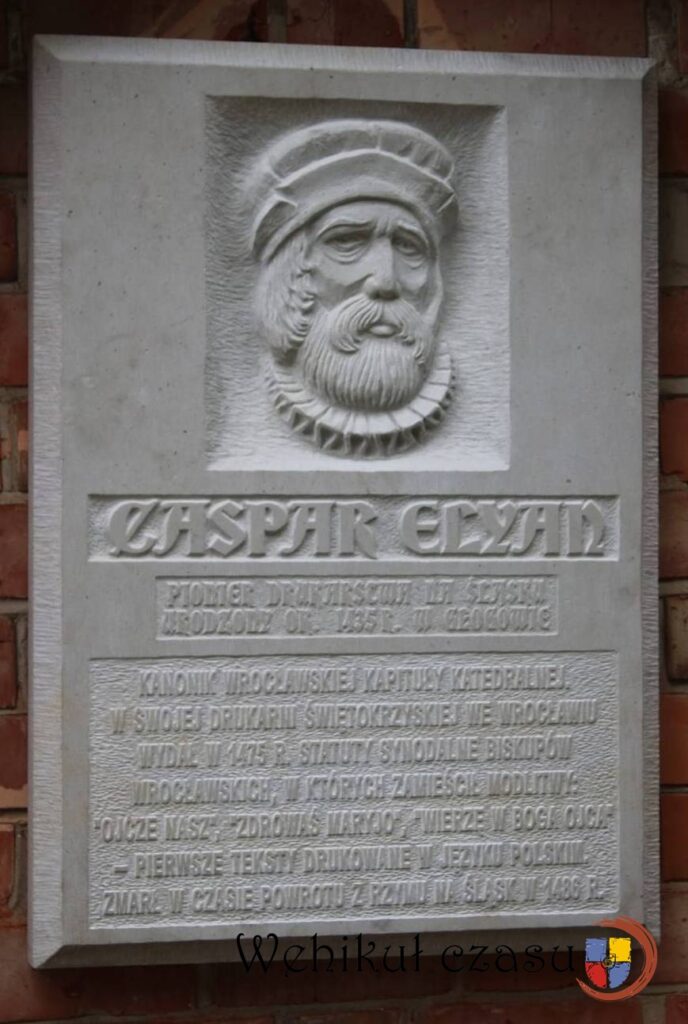 CASPAR ELYAN
PIONIER DRUKARSTWA NA ŚLĄSKU
URODZONY OK. 1435 R. W GŁOGOWIE
KANONIK WROCŁAWSKIEJ KAPITUŁY KATEDRALNEJ,
W SWOJEJ DRUKARNI ŚWIĘTOKRZYSKIEJ WE WROCŁAWIU
WYDAŁ W 1475 R. STATUTY SYNODALNE BISKUPÓW
WROCŁAWSKICH, W KTÓRYCH ZAMIEŚCIŁ MODLITWY:
"OJCZE NASZ", "ZDROWAŚ MARYJO", "WIERZĘ W BOGA OJCA"
– PIERWSZE TEKSTY DRUKOWANE W JĘZYKU POLSKIM.
ZMARŁ W CZASIE POWROTU Z RZYMU NA ŚLĄSK W 1486 R.
Wehikuł czasu